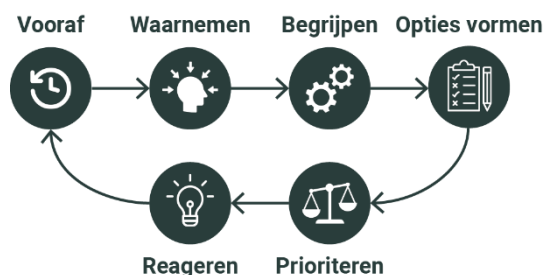 Vooraf
Waarnemen
Begrijpen
Opties vormen
Reageren
Prioriteren